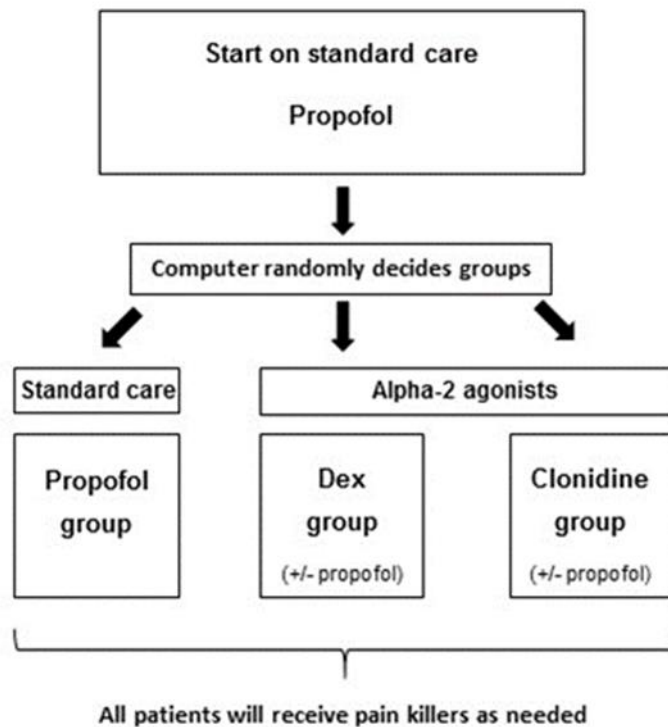 Start on standard care
Propofol
Computer randomly decides groups
Standard care
Alpha-2 agonists
Propofol
group
Dex
group
(+/- propofol)
Clonidine
group
(+/- propofol)
All patients will receive pain killers as needed